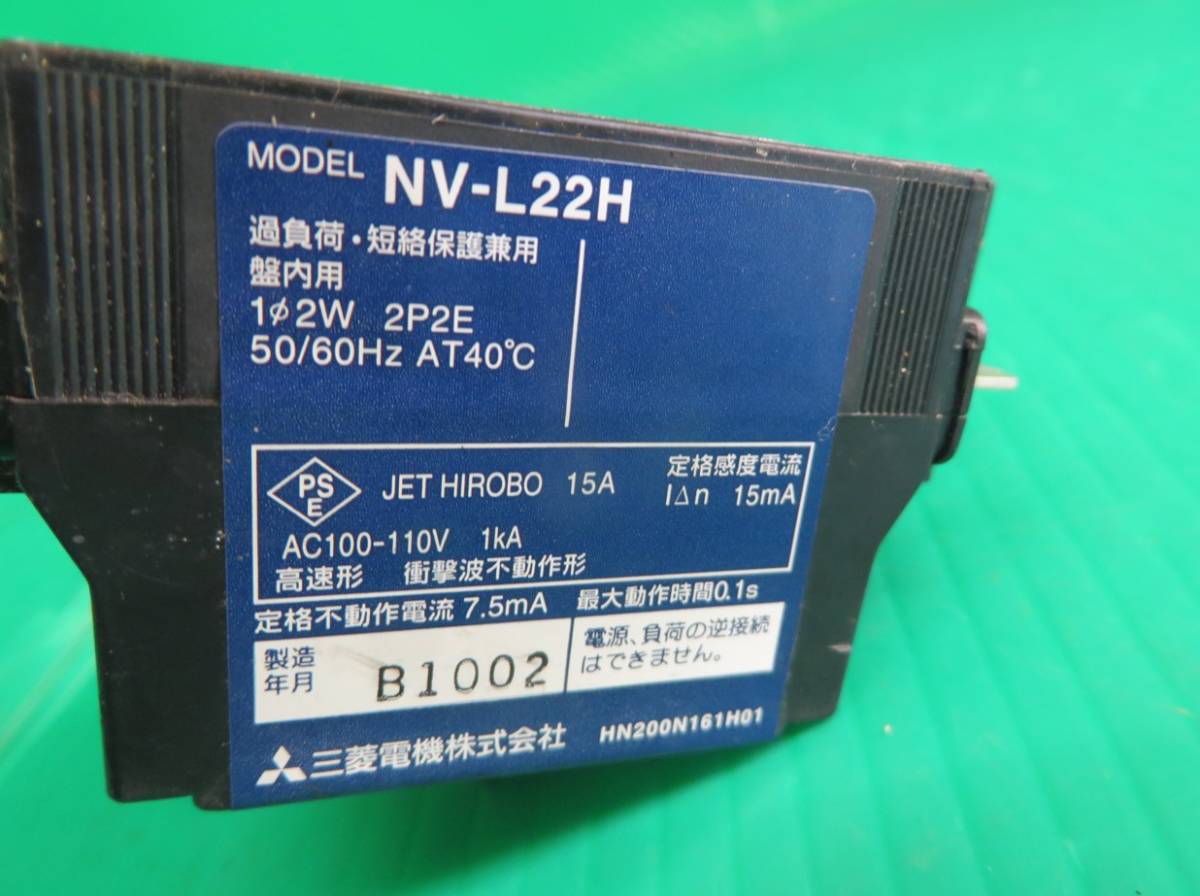 MODEL NV-L22H
過負荷・短絡保護兼用
盤内用
1φ2W 2P2E
50/60Hz AT40℃
PSE JET HIROBO 15A
定格感度電流
IΔn 15mA
AC100-110V 1kA
高速形 衝撃波不動作形
定格不動作電流 7.5mA 最大動作時間0.1s
製造
年月 B1002
電源、負荷の逆接続
はできません。
三菱電機株式会社 HN200N161H01